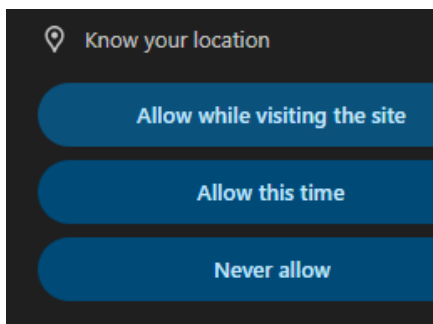 Know your location
Allow while visiting the site
Allow this time
Never allow